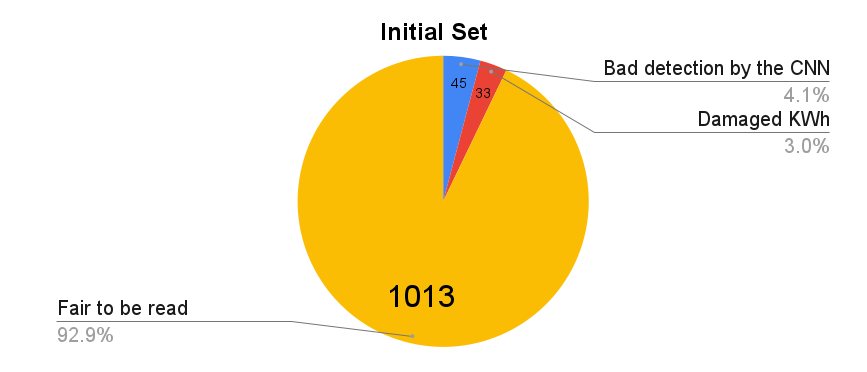 Initial Set
Bad detection by the CNN
4.1%
45
33
Damaged KWh
3.0%
1013
Fair to be read
92.9%